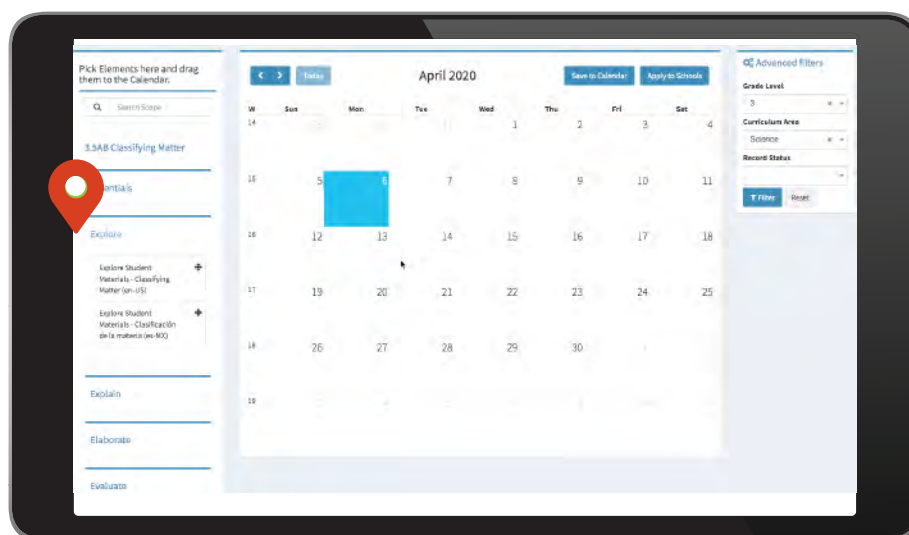 Pick Elements here and drag
them to the Calendar.
Search Scope
3.5AB Classifying Matter
entials
Explore
Explore Student
Materials - Classifying
Matter (en-US)
Explore Student
Materials - Clasificación
de la materia (es-MX)
Explain
Elaborate
Evaluate
Today
April 2020
Save to Calendar
Apply to Schools
W Sun Mon Tue Wed Thu Fri Sat
14 1 2 3 4
15 5 6 7 8 9 10 11
16 12 13 14 15 16 17 18
17 19 20 21 22 23 24 25
18 26 27 28 29 30
19
Advanced Filters
Grade Level
3
Curriculum Area
Science
Record Status
Filter
Reset